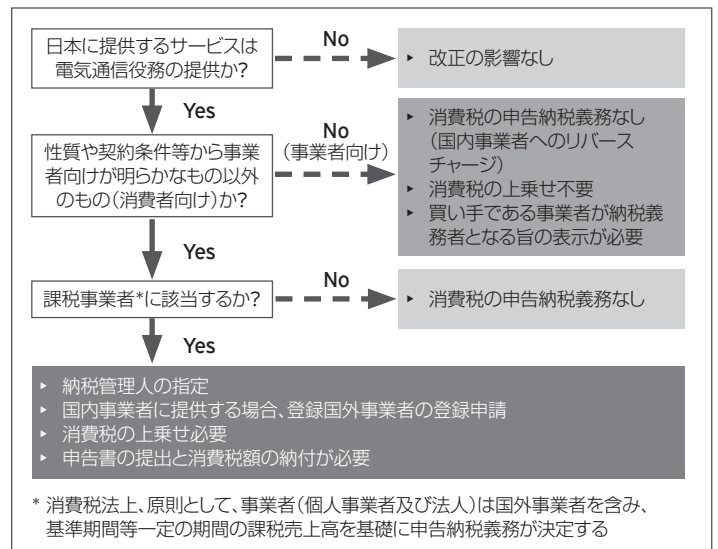 日本に提供するサービスは
電気通信役務の提供か?
No
▸ 改正の影響なし
Yes
性質や契約条件等から事業
者向けが明らかなもの以外
のもの（消費者向け）か?
No
（事業者向け）
▸ 消費税の申告納税義務なし
（国内事業者へのリバース
チャージ）
▸ 消費税の上乗せ不要
▸ 買い手である事業者が納税義
務者となる旨の表示が必要
Yes
課税事業者*に該当するか?
No
▸ 消費税の申告納税義務なし
Yes
▸ 納税管理人の指定
▸ 国内事業者に提供する場合、登録国外事業者の登録申請
▸ 消費税の上乗せ必要
▸ 申告書の提出と消費税額の納付が必要
* 消費税法上、原則として、事業者（個人事業者及び法人）は国外事業者を含み、
基準期間等一定の期間の課税売上高を基礎に申告納税義務が決定する